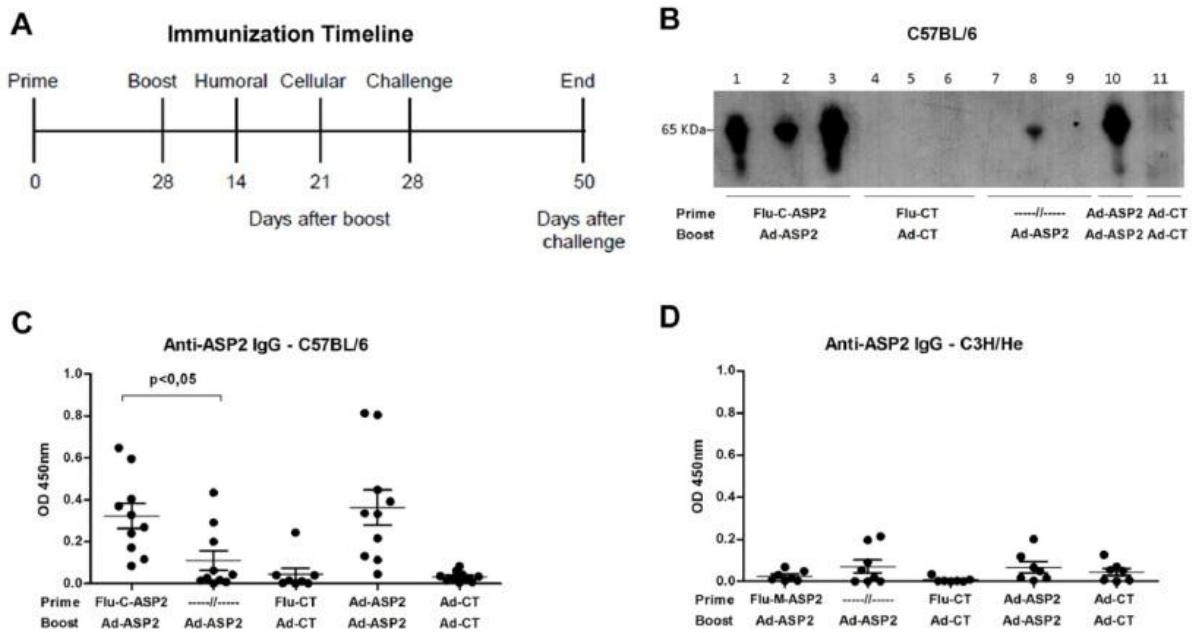 A
Immunization Timeline
Prime Boost Humoral Cellular Challenge End
0 28 14 21 28 50
Days after boost
Days after
challenge
B
C57BL/6
1 2 3 4 5 6 7 8 9 10 11
65 KDa
Prime Flu-C-ASP2 Flu-CT -----//----- Ad-ASP2 Ad-CT
Boost Ad-ASP2 Ad-CT Ad-ASP2 Ad-ASP2 Ad-CT
C
Anti-ASP2 IgG - C57BL/6
p<0,05
OD 450nm
1.0
0.8
0.6
0.4
0.2
0.0
Prime Flu-C-ASP2 -----//----- Flu-CT Ad-ASP2 Ad-CT
Boost Ad-ASP2 Ad-ASP2 Ad-CT Ad-ASP2 Ad-CT
D
Anti-ASP2 IgG - C3H/He
OD 450nm
1.0
0.8
0.6
0.4
0.2
0.0
Prime Flu-M-ASP2 -----//----- Flu-CT Ad-ASP2 Ad-CT
Boost Ad-ASP2 Ad-ASP2 Ad-CT Ad-ASP2 Ad-CT